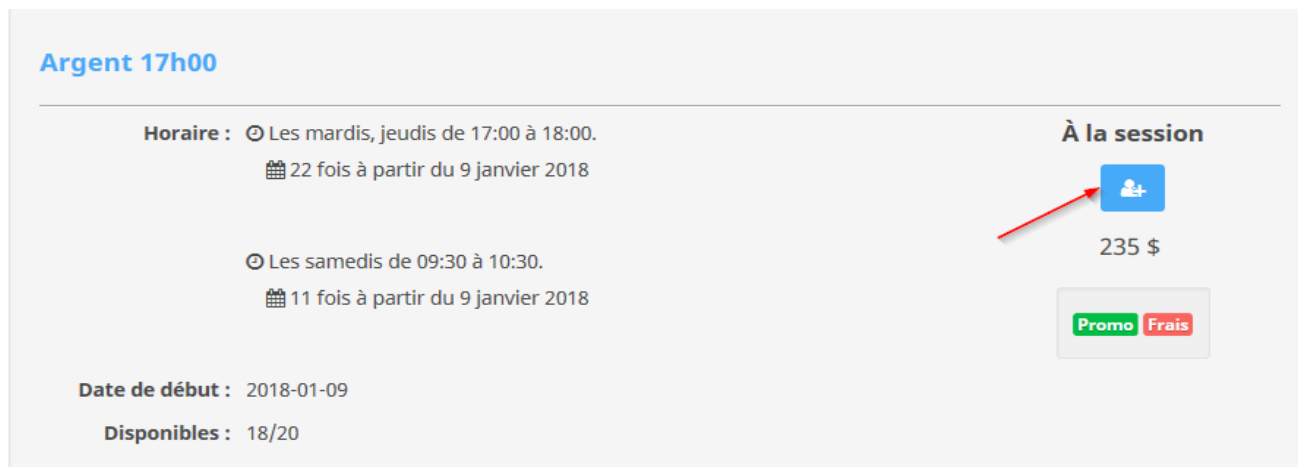 Argent 17h00
Horaire : Les mardis, jeudis de 17:00 à 18:00.
22 fois à partir du 9 janvier 2018
Les samedis de 09:30 à 10:30.
11 fois à partir du 9 janvier 2018
Date de début : 2018-01-09
Disponibles : 18/20
À la session
235 $
Promo Frais